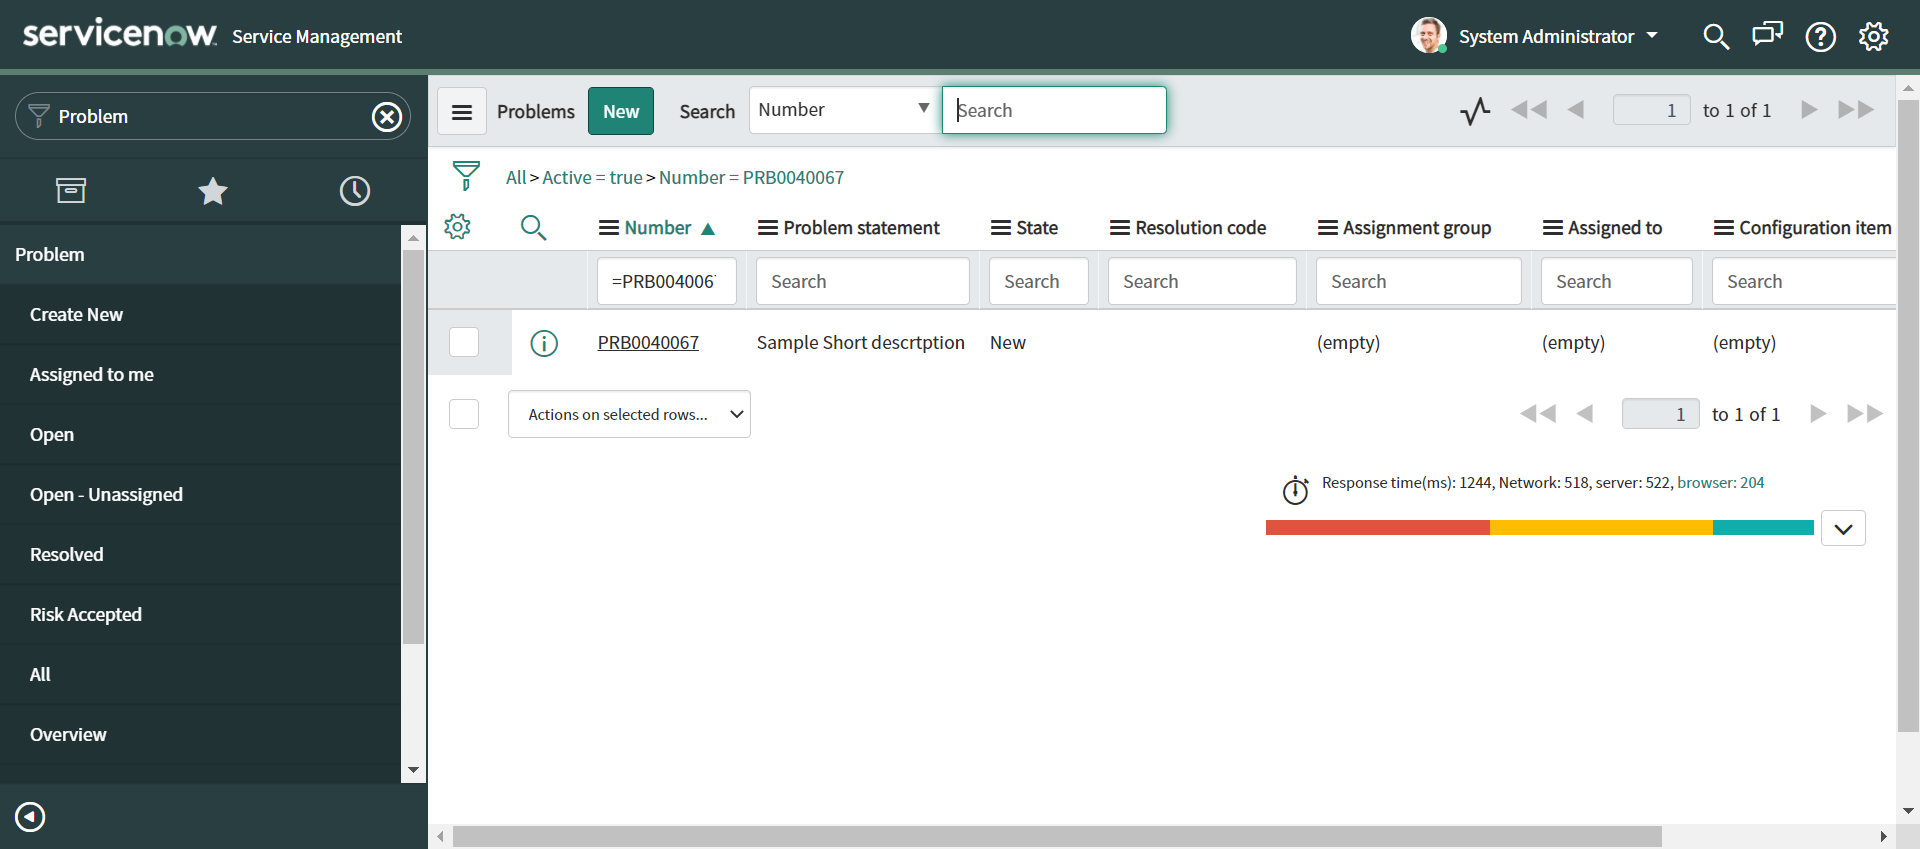 servicenow Service Management
System Administrator
Problem
Problems New Search Number Search
1 to 1 of 1
All > Active = true > Number = PRB0040067
Number Problem statement State Resolution code Assignment group Assigned to Configuration item
=PRB0040067 Search Search Search Search Search Search
PRB0040067 Sample Short descrtption New (empty) (empty) (empty)
Actions on selected rows...
1 to 1 of 1
Response time(ms): 1244, Network: 518, server: 522, browser: 204
Problem
Create New
Assigned to me
Open
Open - Unassigned
Resolved
Risk Accepted
All
Overview